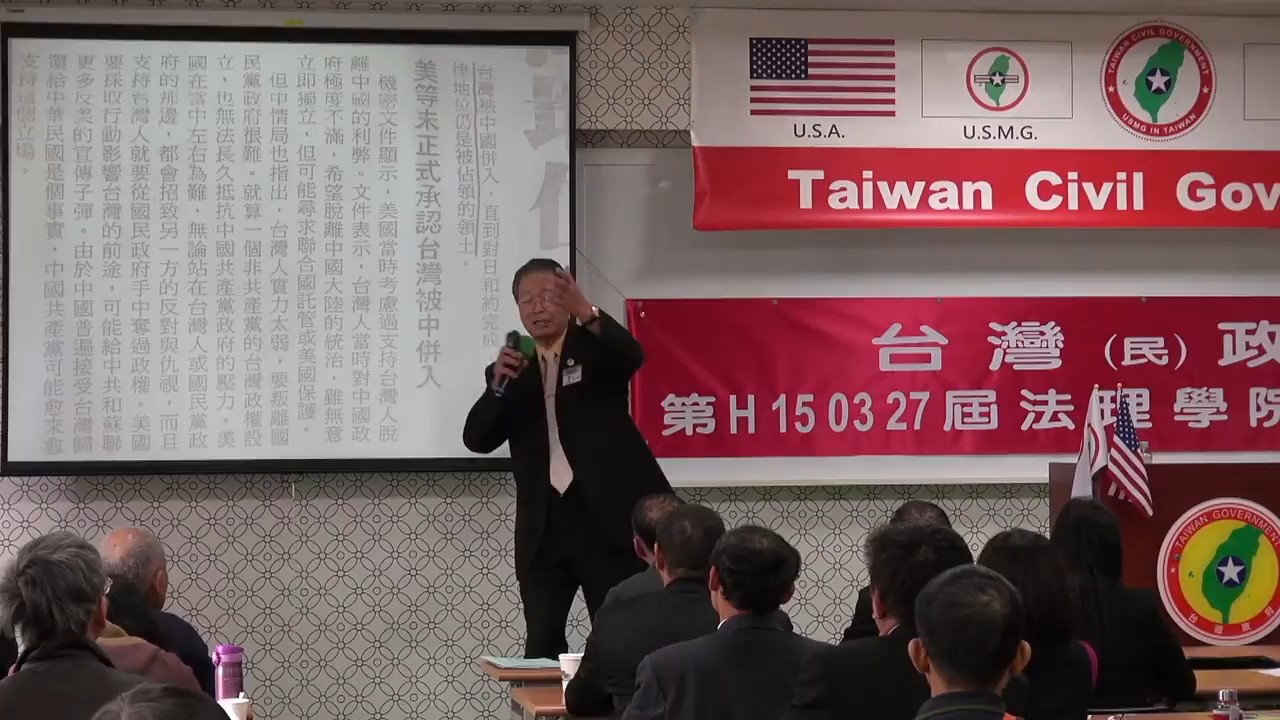 台灣被中國併入，直到對日和約完成
律地位仍是被佔領的領土。
美等未正式承認台灣被中併入
機密文件顯示，美國當時考慮過支持台灣人脫
離中國的利弊。文件表示，台灣人當時對中國政
府極度不滿，希望脫離中國大陸的統治，雖無意
立即獨立，但可能尋求聯合國託管或美國保護。
但中情局也指出，台灣人實力太弱，要叛離國
民黨政府很難。就算一個非共產黨的台灣政權設
立，也無法長久抵抗中國共產黨政府的壓力。美
國在當中左右為難，無論站在台灣人或國民黨政
府的那邊，都會招致另一方的反對與仇視，而且
支持台灣人就要從國民政府手中奪過政權。美國
要採取行動影響台灣的前途，可能給中共和蘇聯
更多反美的宣傳子彈。由於中國普遍接受台灣歸
還給中華民國是個事實，中國共產黨可能愈來愈
支持這個立場。
U.S.A.
U.S.M.G.
TAIWAN CIVIL GOVERNMENT
USMG IN TAIWAN
Taiwan Civil Gov
台灣（民）政
第H 15 03 27屆法理學院
TAIWAN GOVERNMENT